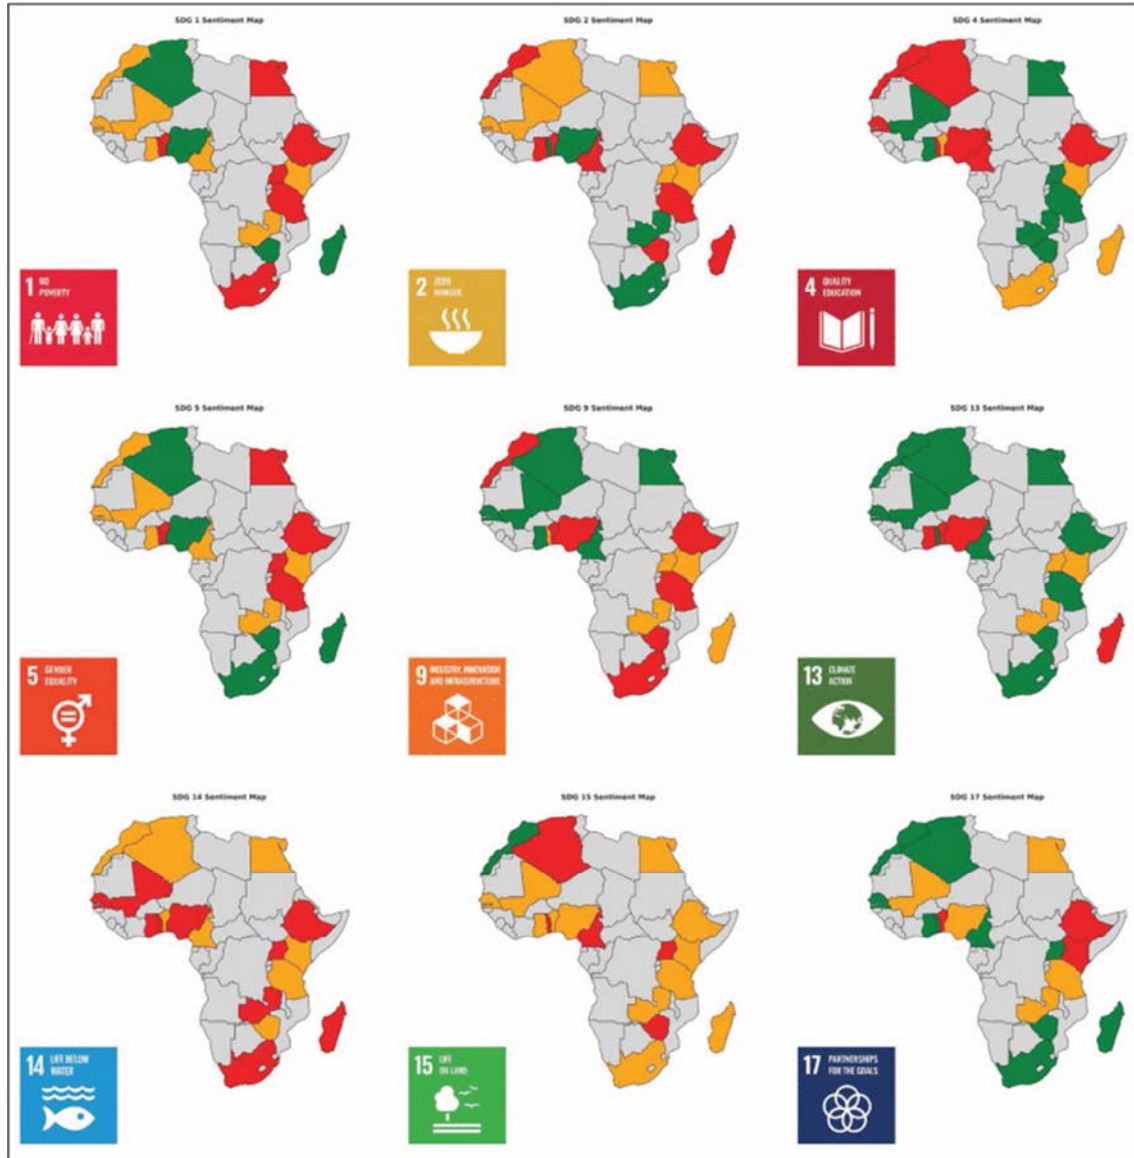 SDG 1 Sentiment Map
SDG 2 Sentiment Map
SDG 4 Sentiment Map
1 NO
POVERTY
2 ZERO
HUNGER
4 QUALITY
EDUCATION
SDG 5 Sentiment Map
SDG 9 Sentiment Map
SDG 13 Sentiment Map
5 GENDER
EQUALITY
9 INDUSTRY, INNOVATION
AND INFRASTRUCTURE
13 CLIMATE
ACTION
SDG 14 Sentiment Map
SDG 15 Sentiment Map
SDG 17 Sentiment Map
14 LIFE BELOW
WATER
15 LIFE
ON LAND
17 PARTNERSHIPS
FOR THE GOALS